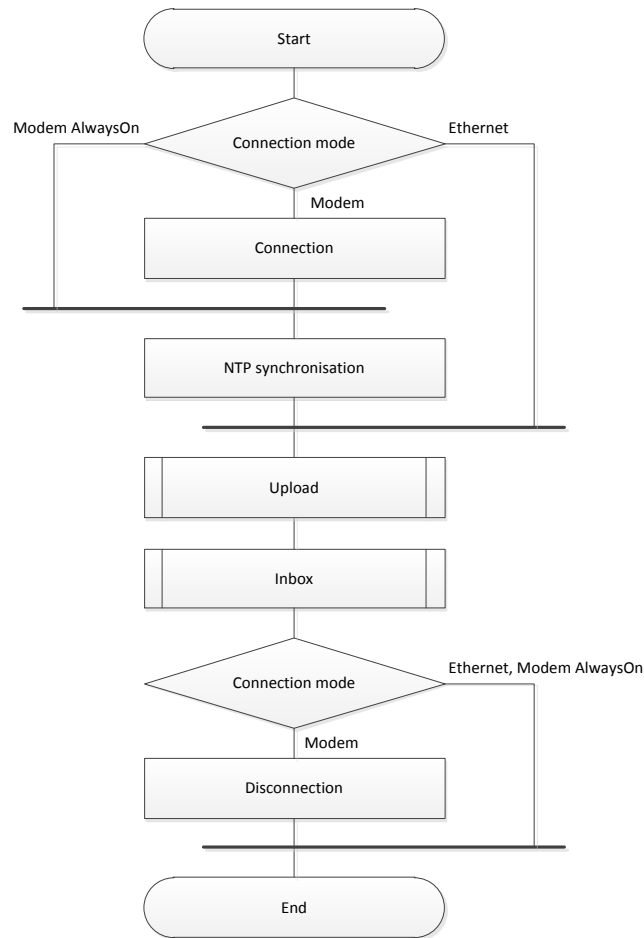 Start
Modem AlwaysOn
Connection mode
Ethernet
Modem
Connection
NTP synchronisation
Upload
Inbox
Connection mode
Ethernet, Modem AlwaysOn
Modem
Disconnection
End